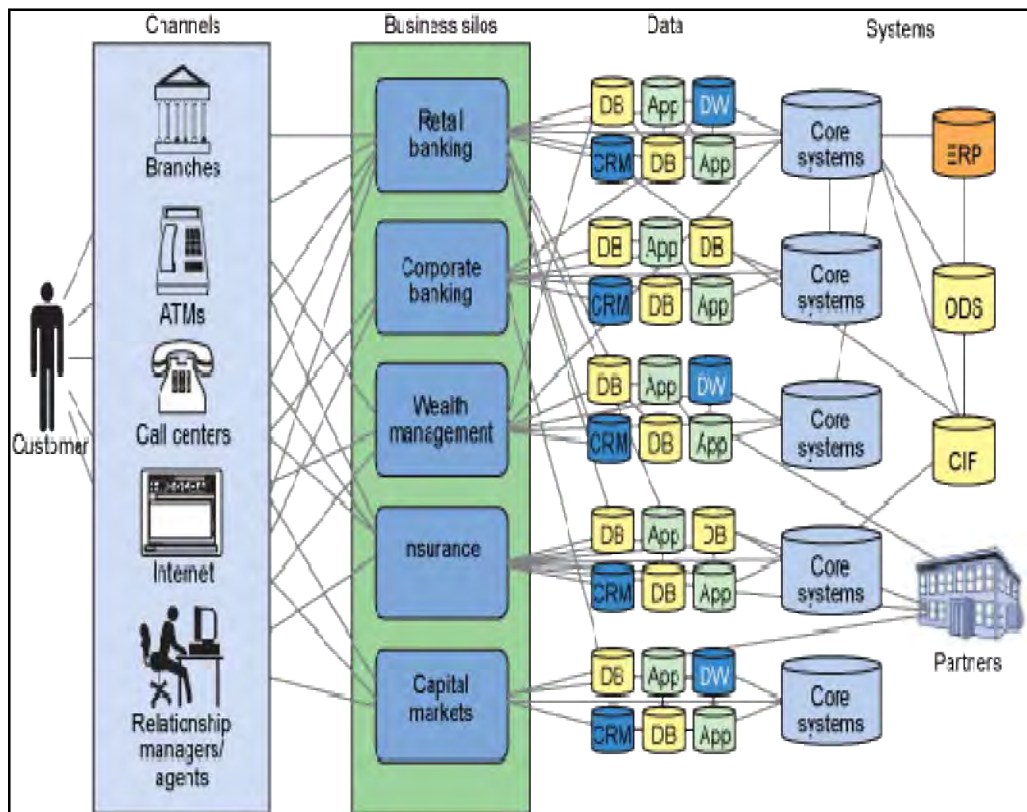 Channels
Business silos
Data
Systems
Customer
Branches
ATMs
Call centers
Internet
Relationship
managers/
agents
Retail
banking
Corporate
banking
Wealth
management
nsurance
Capital
markets
DB
App
DW
CRM
DB
App
DB
App
DB
CRM
DB
App
DB
App
DW
CRM
DB
App
DB
App
DB
CRM
DB
App
DB
App
DW
CRM
DB
App
Core
systems
Core
systems
Core
systems
Core
systems
Core
systems
ERP
ODS
CIF
Partners